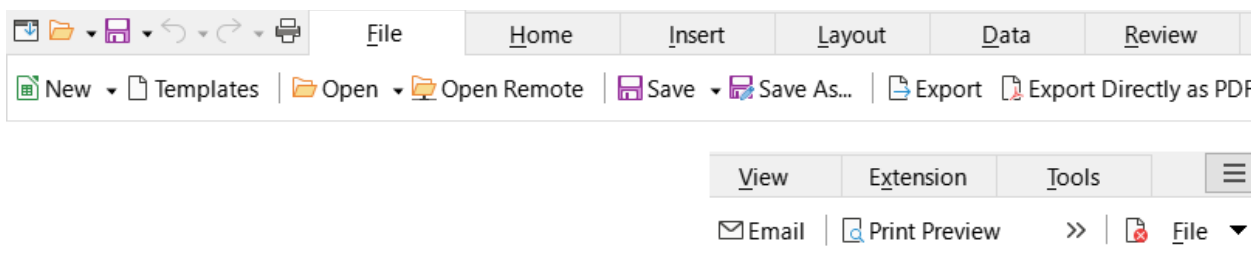 File Home Insert Layout Data Review
New Templates Open Open Remote Save Save As... Export Export Directly as PDF
View Extension Tools
Email Print Preview File